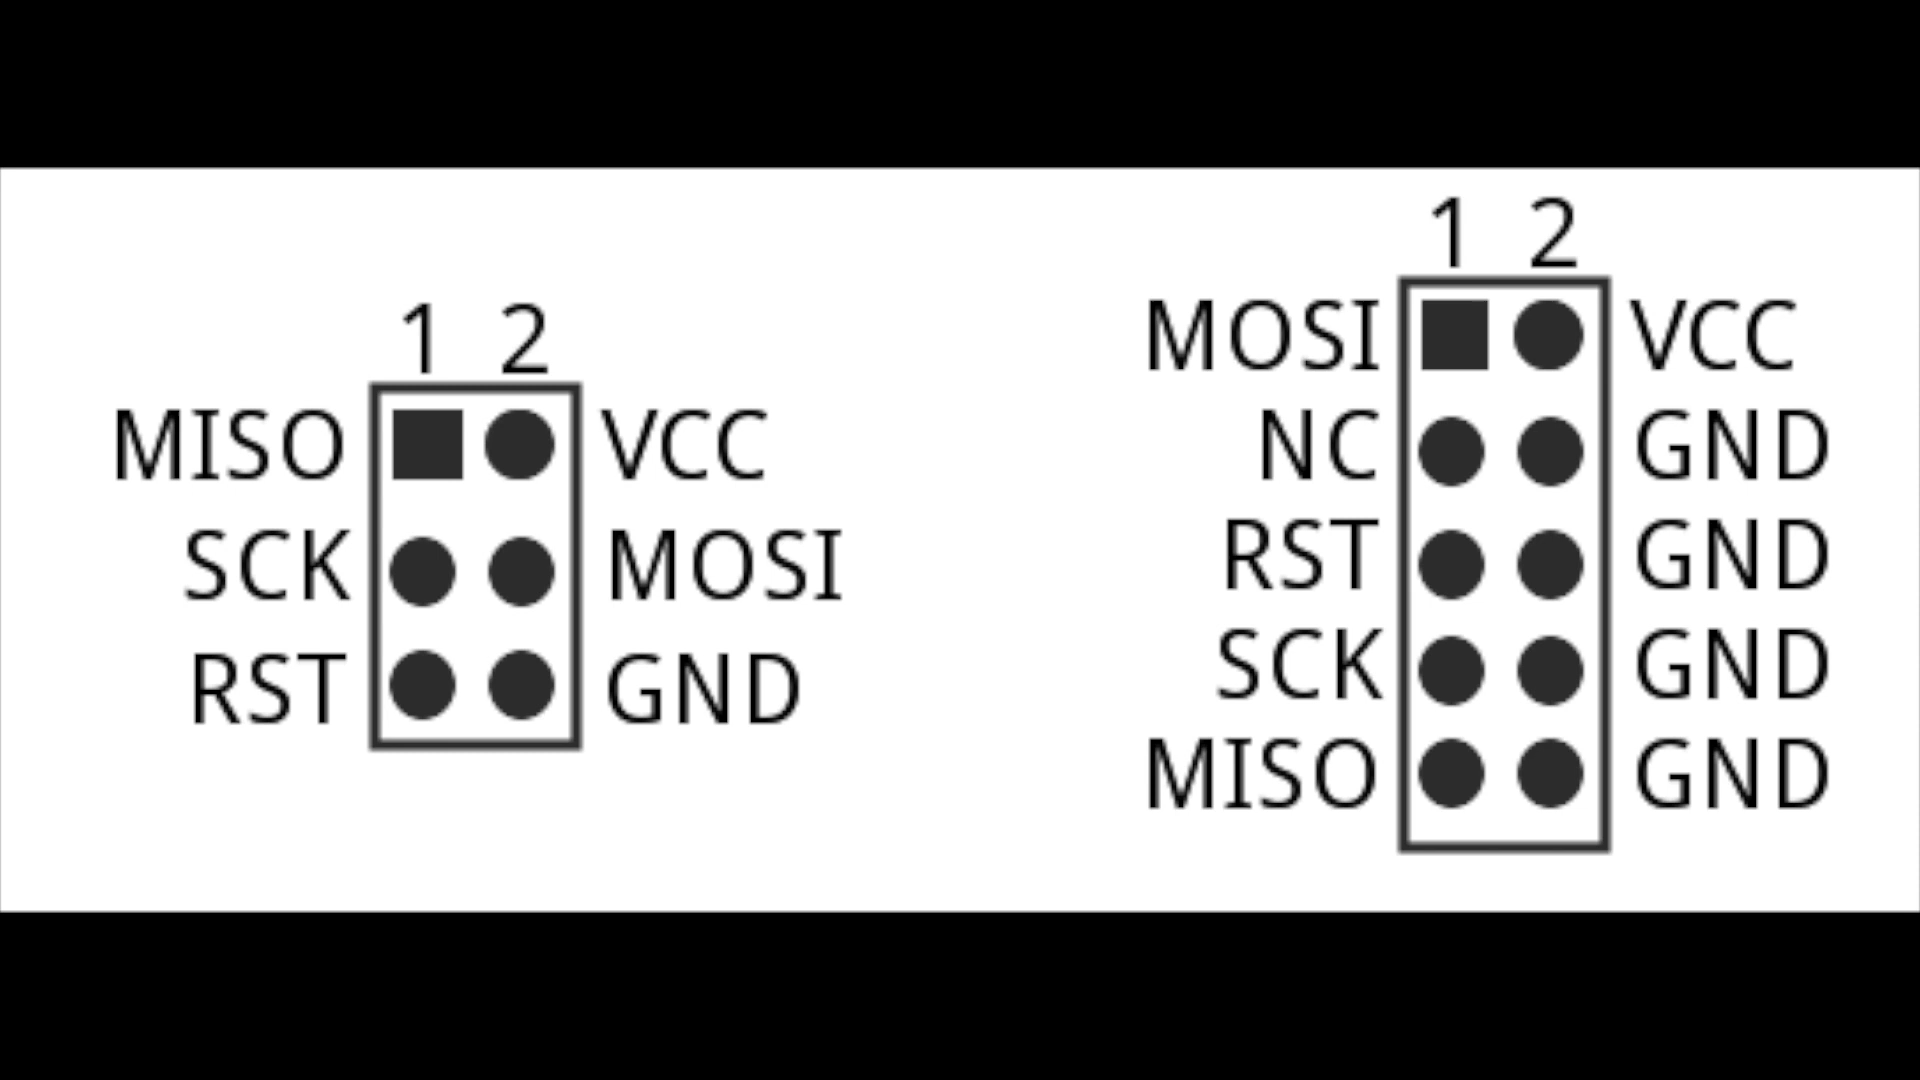 1 2
MISO VCC
SCK MOSI
RST GND
1 2
MOSI VCC
NC GND
RST GND
SCK GND
MISO GND